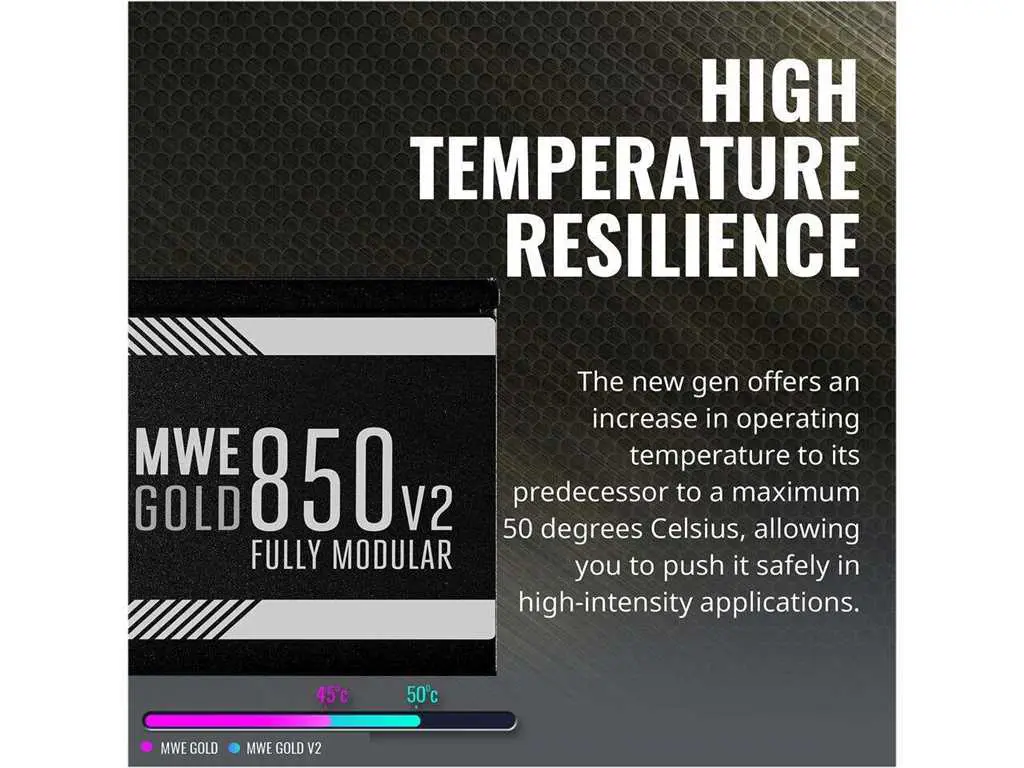 HIGH
TEMPERATURE
RESILIENCE
The new gen offers an
increase in operating
temperature to its
predecessor to a maximum
50 degrees Celsius, allowing
you to push it safely in
high-intensity applications.
MWE
GOLD 850 V2
FULLY MODULAR
45°c 50°c
MWE GOLD MWE GOLD V2